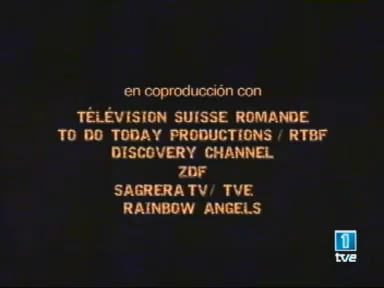 en coproducción con
TÉLÉVISION SUISSE ROMANDE
TO DO TODAY PRODUCTIONS / RTBF
DISCOVERY CHANNEL
ZDF
SAGRERA TV / TVE
RAINBOW ANGELS
1
tve